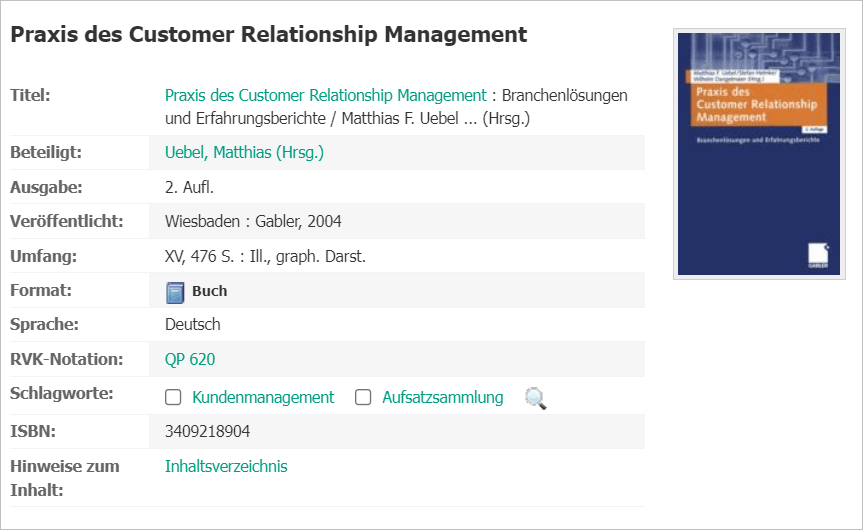 Praxis des Customer Relationship Management
Titel: Praxis des Customer Relationship Management : Branchenlösungen
und Erfahrungsberichte / Matthias F. Uebel ... (Hrsg.)
Beteiligt: Uebel, Matthias (Hrsg.)
Ausgabe: 2. Aufl.
Veröffentlicht: Wiesbaden : Gabler, 2004
Umfang: XV, 476 S. : Ill., graph. Darst.
Format: Buch
Sprache: Deutsch
RVK-Notation: QP 620
Schlagworte: Kundenmanagement Aufsatzsammlung
ISBN: 3409218904
Hinweise zum Inhaltsverzeichnis
Inhalt:
Matthias F. Uebel/Stefan Helmke/
Wilhelm Dangelmaier (Hrsg.)
Praxis des
Customer Relationship
Management
2. Auflage
Branchenlösungen und Erfahrungsberichte
GABLER